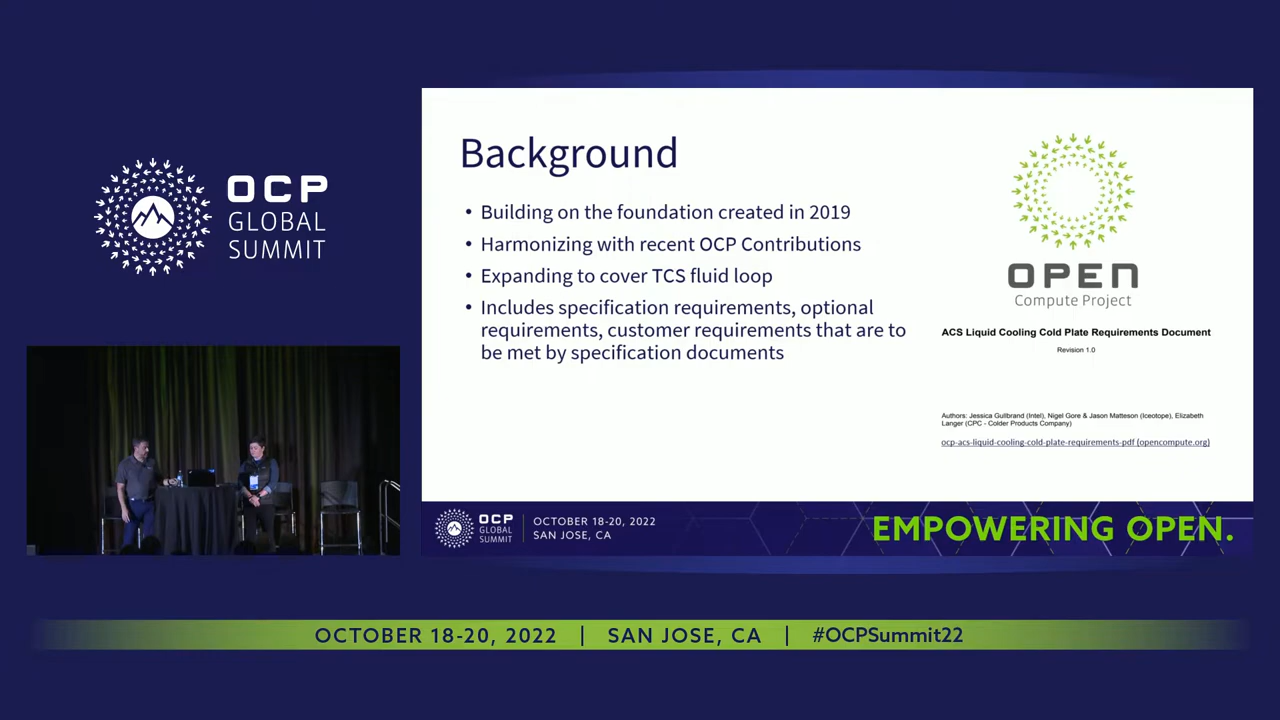 OCP
GLOBAL
SUMMIT
Background
• Building on the foundation created in 2019
• Harmonizing with recent OCP Contributions
• Expanding to cover TCS fluid loop
• Includes specification requirements, optional
requirements, customer requirements that are to
be met by specification documents
OPEN
Compute Project
ACS Liquid Cooling Cold Plate Requirements Document
Revision 1.0
Authors: Jessica Gullbrand (Intel), Nigel Gore & Jason Matteson (Iceotope), Elizabeth
Langer (CPC - Colder Products Company)
ocp-acs-liquid-cooling-cold-plate-requirements-pdf (opencompute.org)
OCP
GLOBAL
SUMMIT
OCTOBER 18-20, 2022
SAN JOSE, CA
EMPOWERING OPEN.
OCTOBER 18-20, 2022 | SAN JOSE, CA | #OCPSummit22